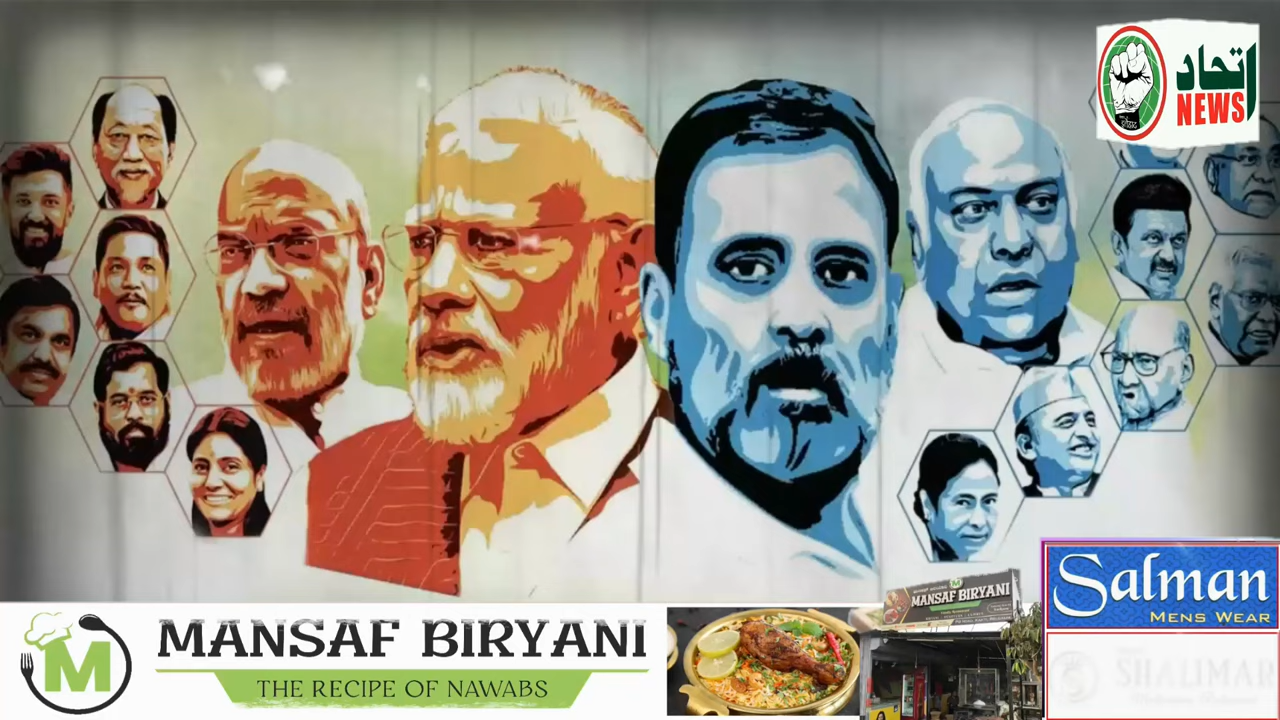 اتحاد
NEWS
MANSAF BIRYANI
THE RECIPE OF NAWABS
MANSAF BIRYANI
Salman
MENS WEAR
SHALIMAR